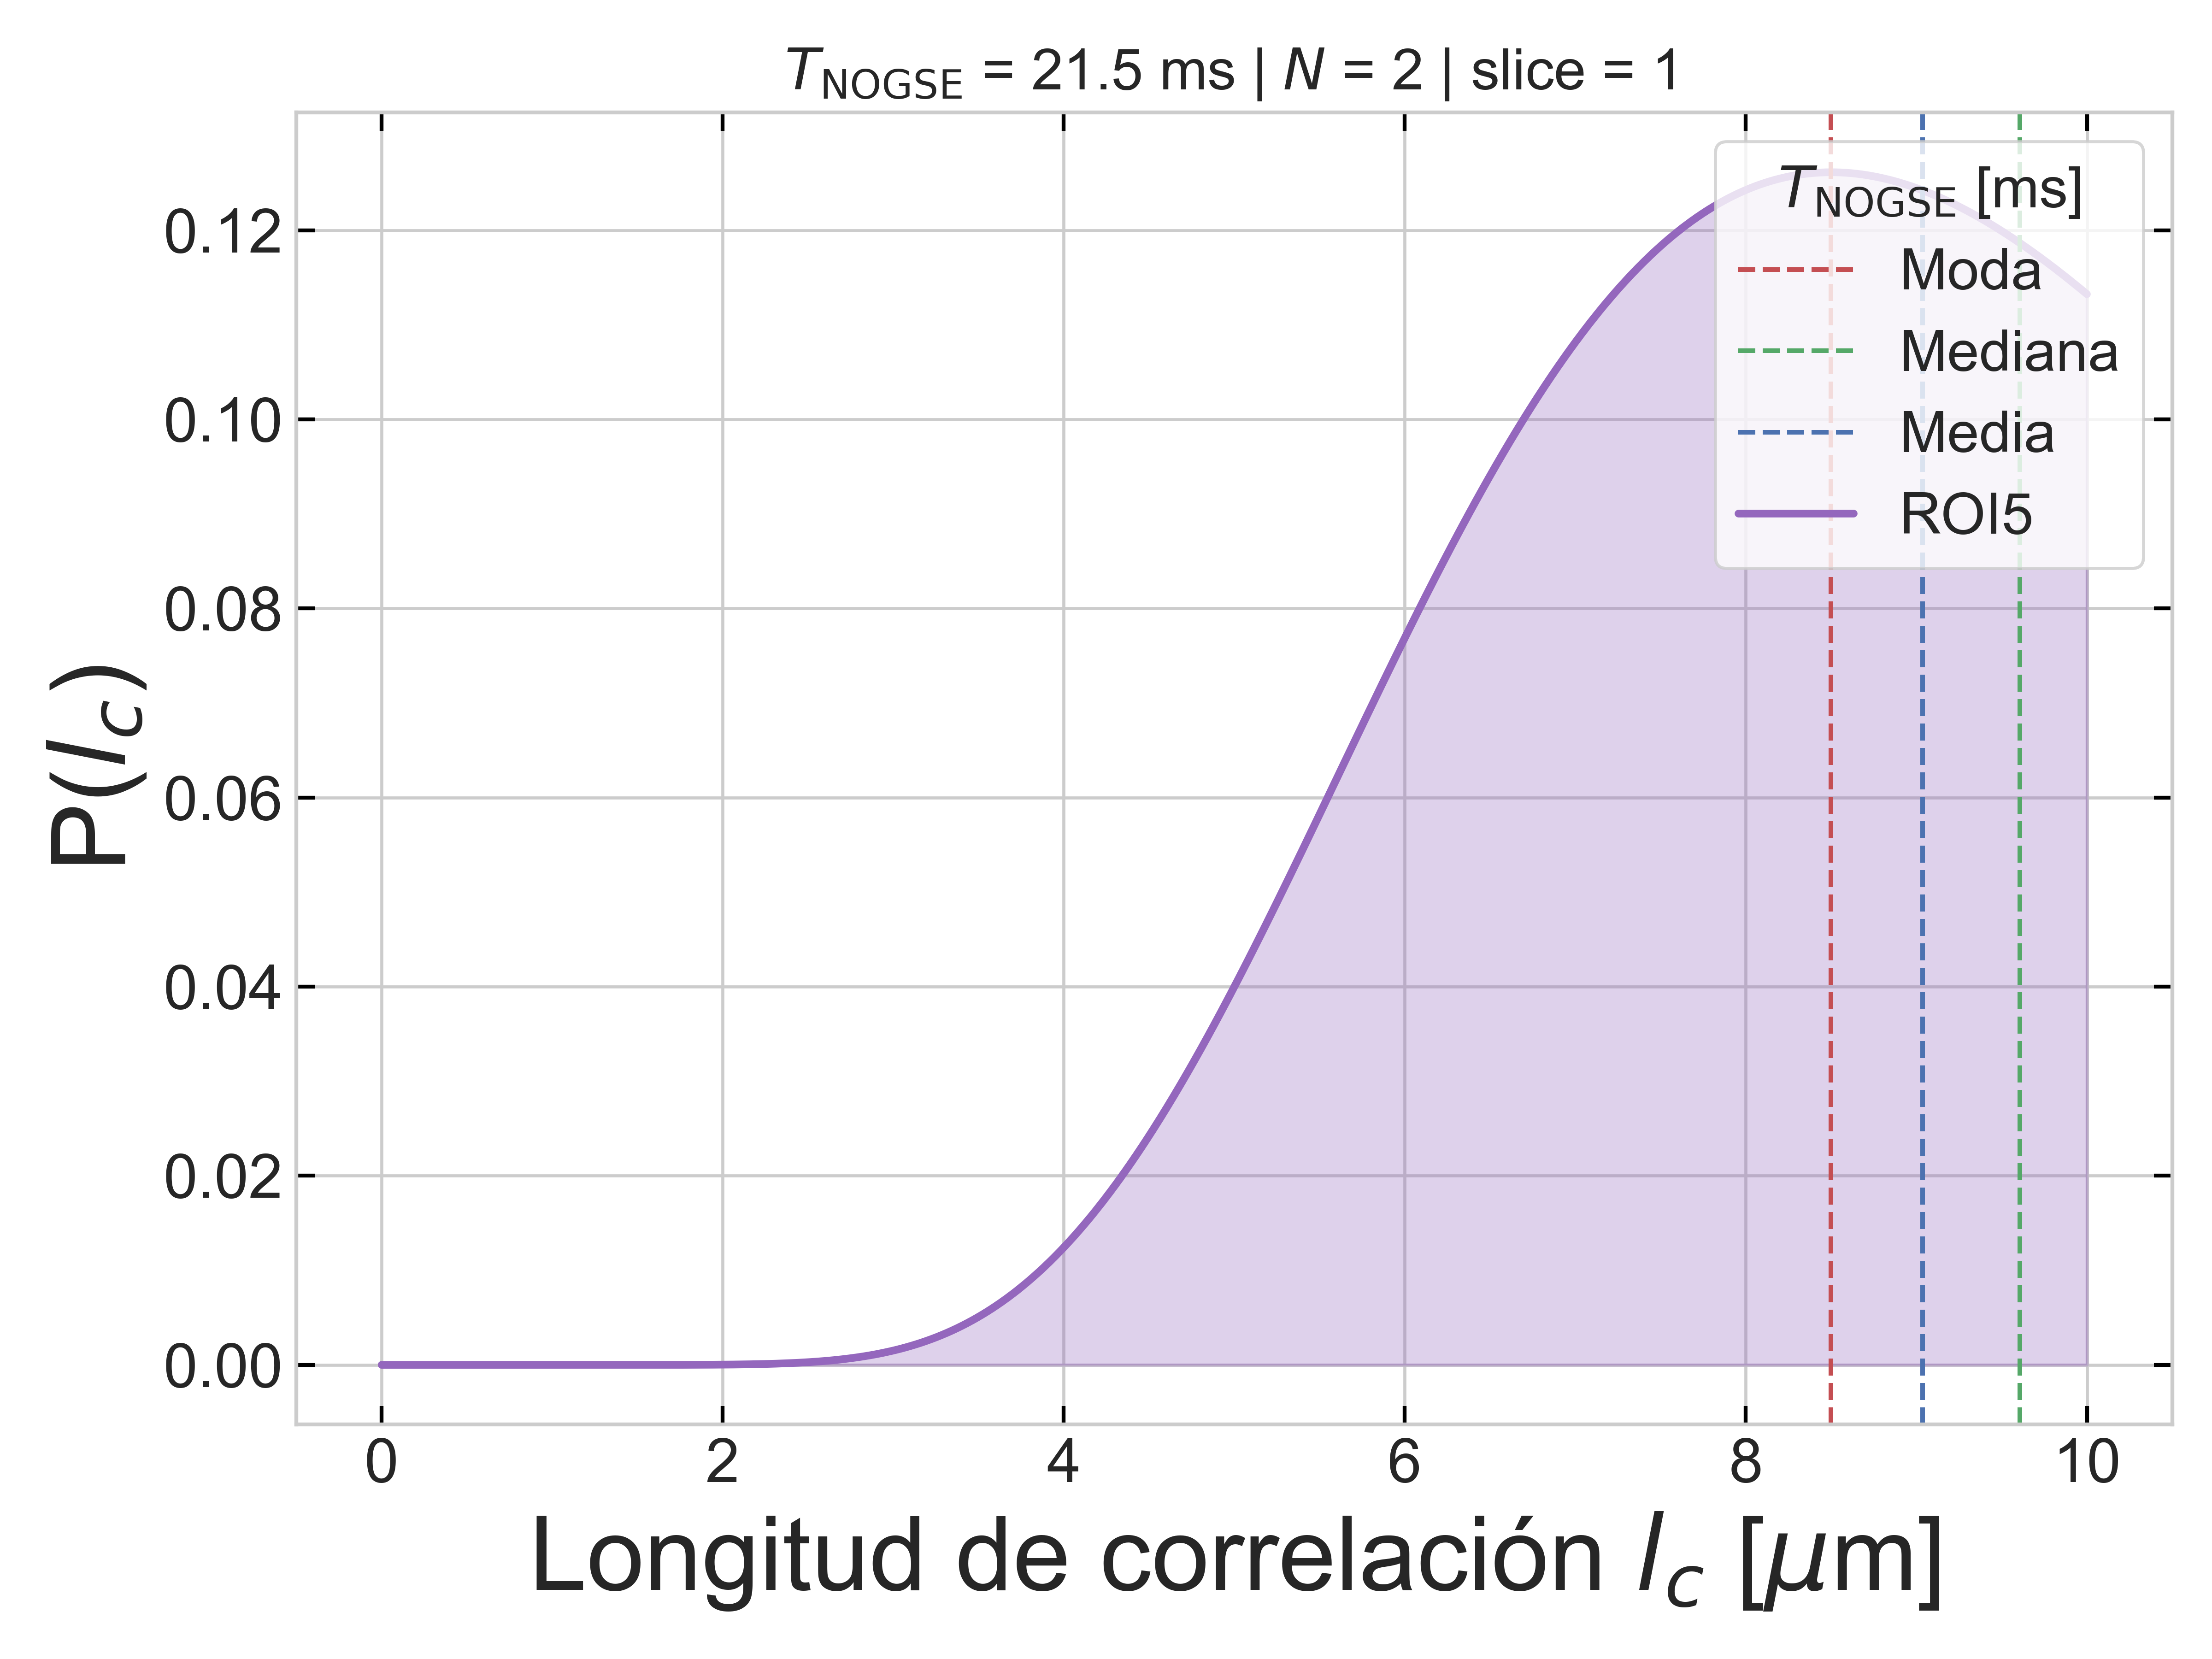 T_NOGSE = 21.5 ms | N = 2 | slice = 1
T_NOGSE [ms]
Moda
Mediana
Media
ROI5
P(l_c)
0.12
0.10
0.08
0.06
0.04
0.02
0.00
0 2 4 6 8 10
Longitud de correlación l_c [μm]